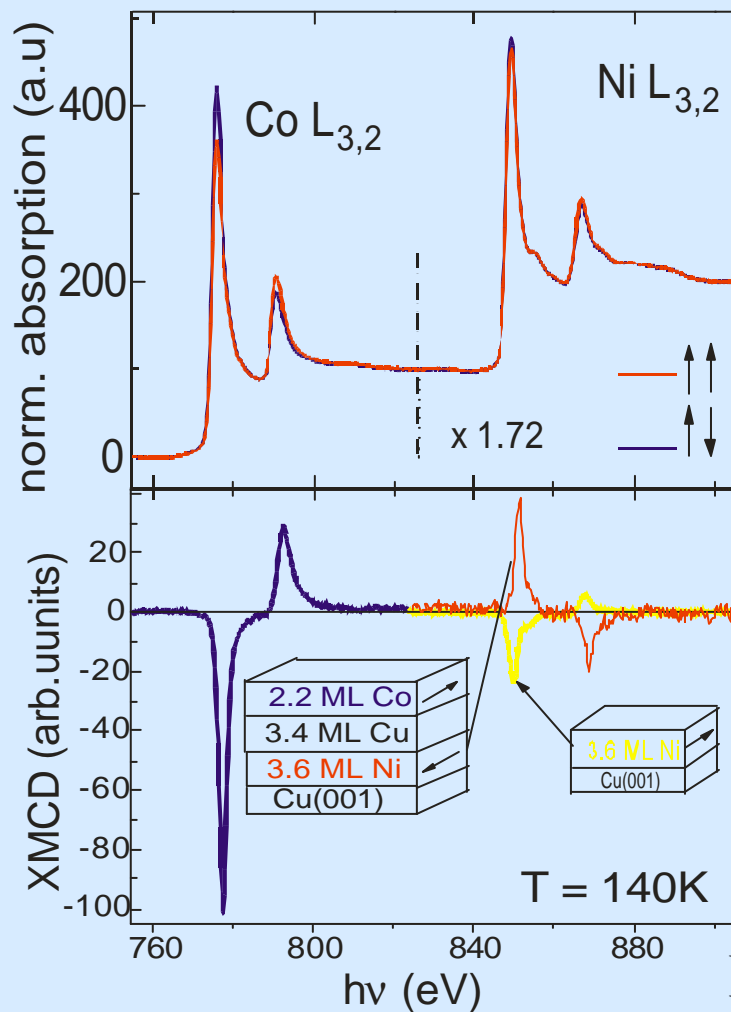 norm. absorption (a.u)
400
200
0
Co L3,2
Ni L3,2
x 1.72
XMCD (arb.uunits)
20
0
-20
-40
-60
-80
-100
2.2 ML Co
3.4 ML Cu
3.6 ML Ni
Cu(001)
3.6 ML Ni
Cu(001)
T = 140K
760
800
840
880
hν (eV)